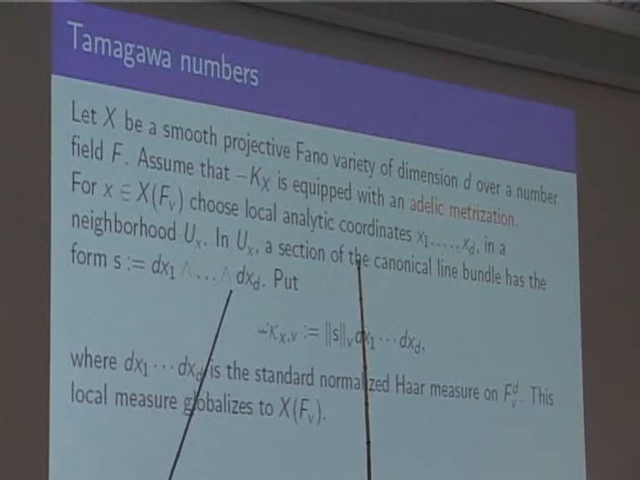 Tamagawa numbers
Let X be a smooth projective Fano variety of dimension d over a number
field F. Assume that −K_X is equipped with an adelic metrization.
For x ∈ X(F_v) choose local analytic coordinates x_1, . . . , x_d, in a
neighborhood U_x. In U_x, a section of the canonical line bundle has the
form s := dx_1 ∧ . . . ∧ dx_d. Put
:= ‖s‖_v dx_1 · · · dx_d,
where dx_1 · · · dx_d is the standard normalized Haar measure on F_v^d. This
local measure globalizes to X(F_v).